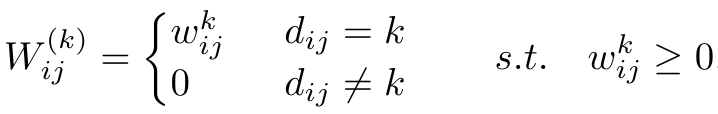 $W_{ij}^{(k)} = \begin{cases} w_{ij}^{k} & d_{ij} = k \\ 0 & d_{ij} \neq k \end{cases} \quad s.t. \quad w_{ij}^{k} \geq 0.$